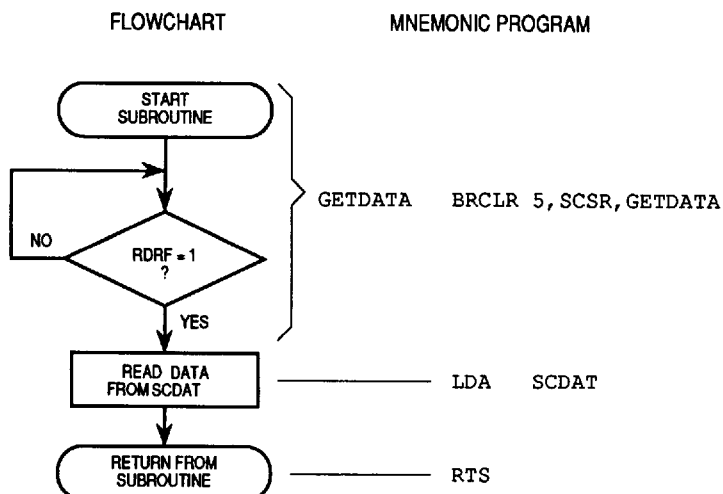 FLOWCHART MNEMONIC PROGRAM
START
SUBROUTINE
GETDATA BRCLR 5,SCSR,GETDATA
NO
RDRF = 1
?
YES
READ DATA
FROM SCDAT
LDA SCDAT
RETURN FROM
SUBROUTINE
RTS